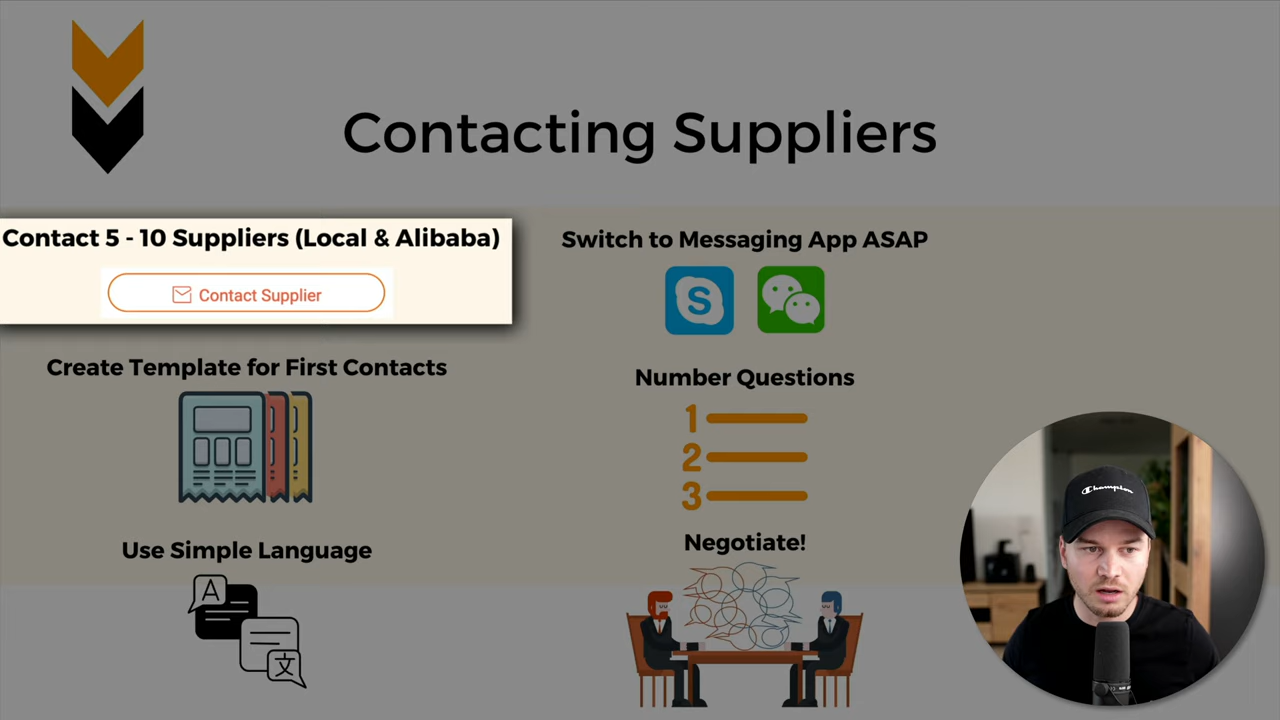 Contacting Suppliers
Contact 5 - 10 Suppliers (Local & Alibaba)
Contact Supplier
Create Template for First Contacts
Use Simple Language
A
文
Switch to Messaging App ASAP
S
Number Questions
1
2
3
Negotiate!
Champion